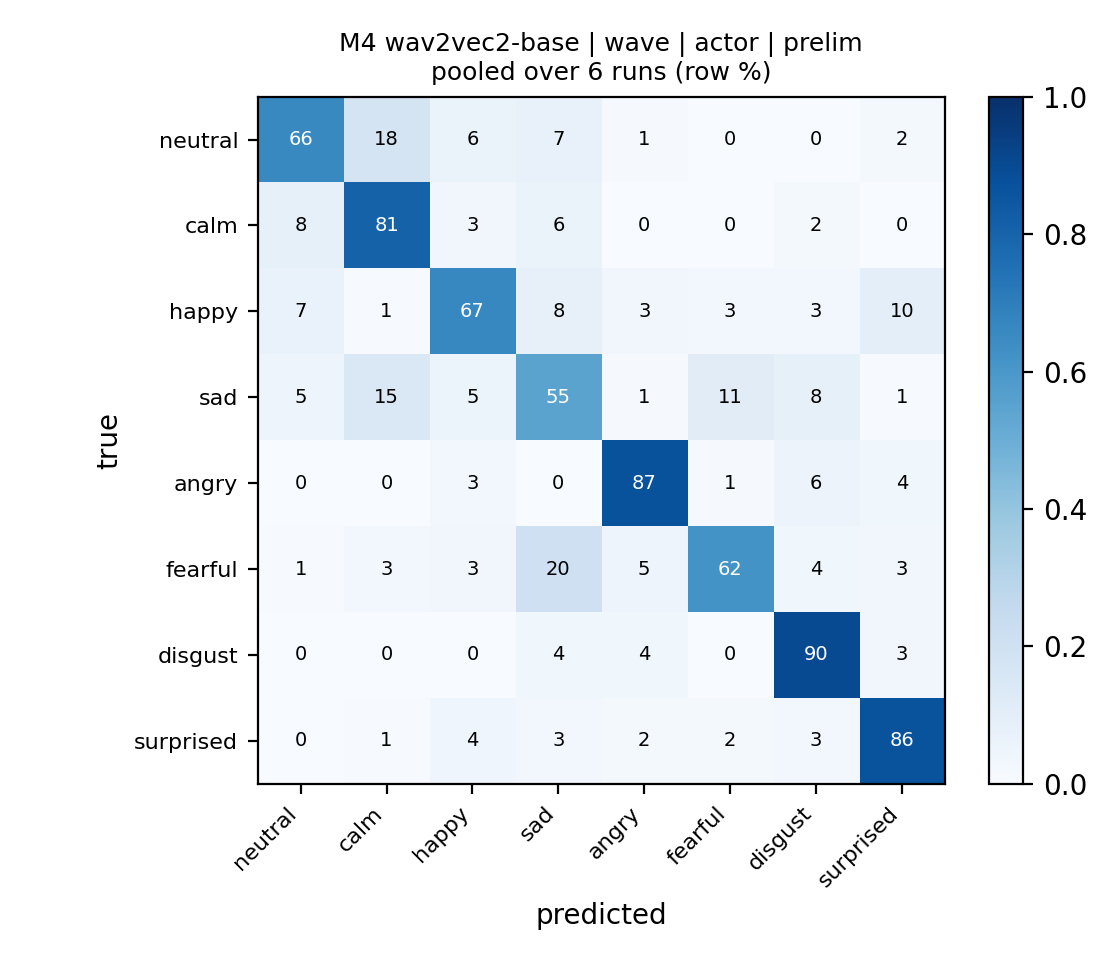 M4 wav2vec2-base | wave | actor | prelim
pooled over 6 runs (row %)
neutral 66 18 6 7 1 0 0 2
calm 8 81 3 6 0 0 2 0
happy 7 1 67 8 3 3 3 10
sad 5 15 5 55 1 11 8 1
angry 0 0 3 0 87 1 6 4
fearful 1 3 3 20 5 62 4 3
disgust 0 0 0 4 4 0 90 3
surprised 0 1 4 3 2 2 3 86
true
neutral calm happy sad angry fearful disgust surprised
predicted
1.0
0.8
0.6
0.4
0.2
0.0